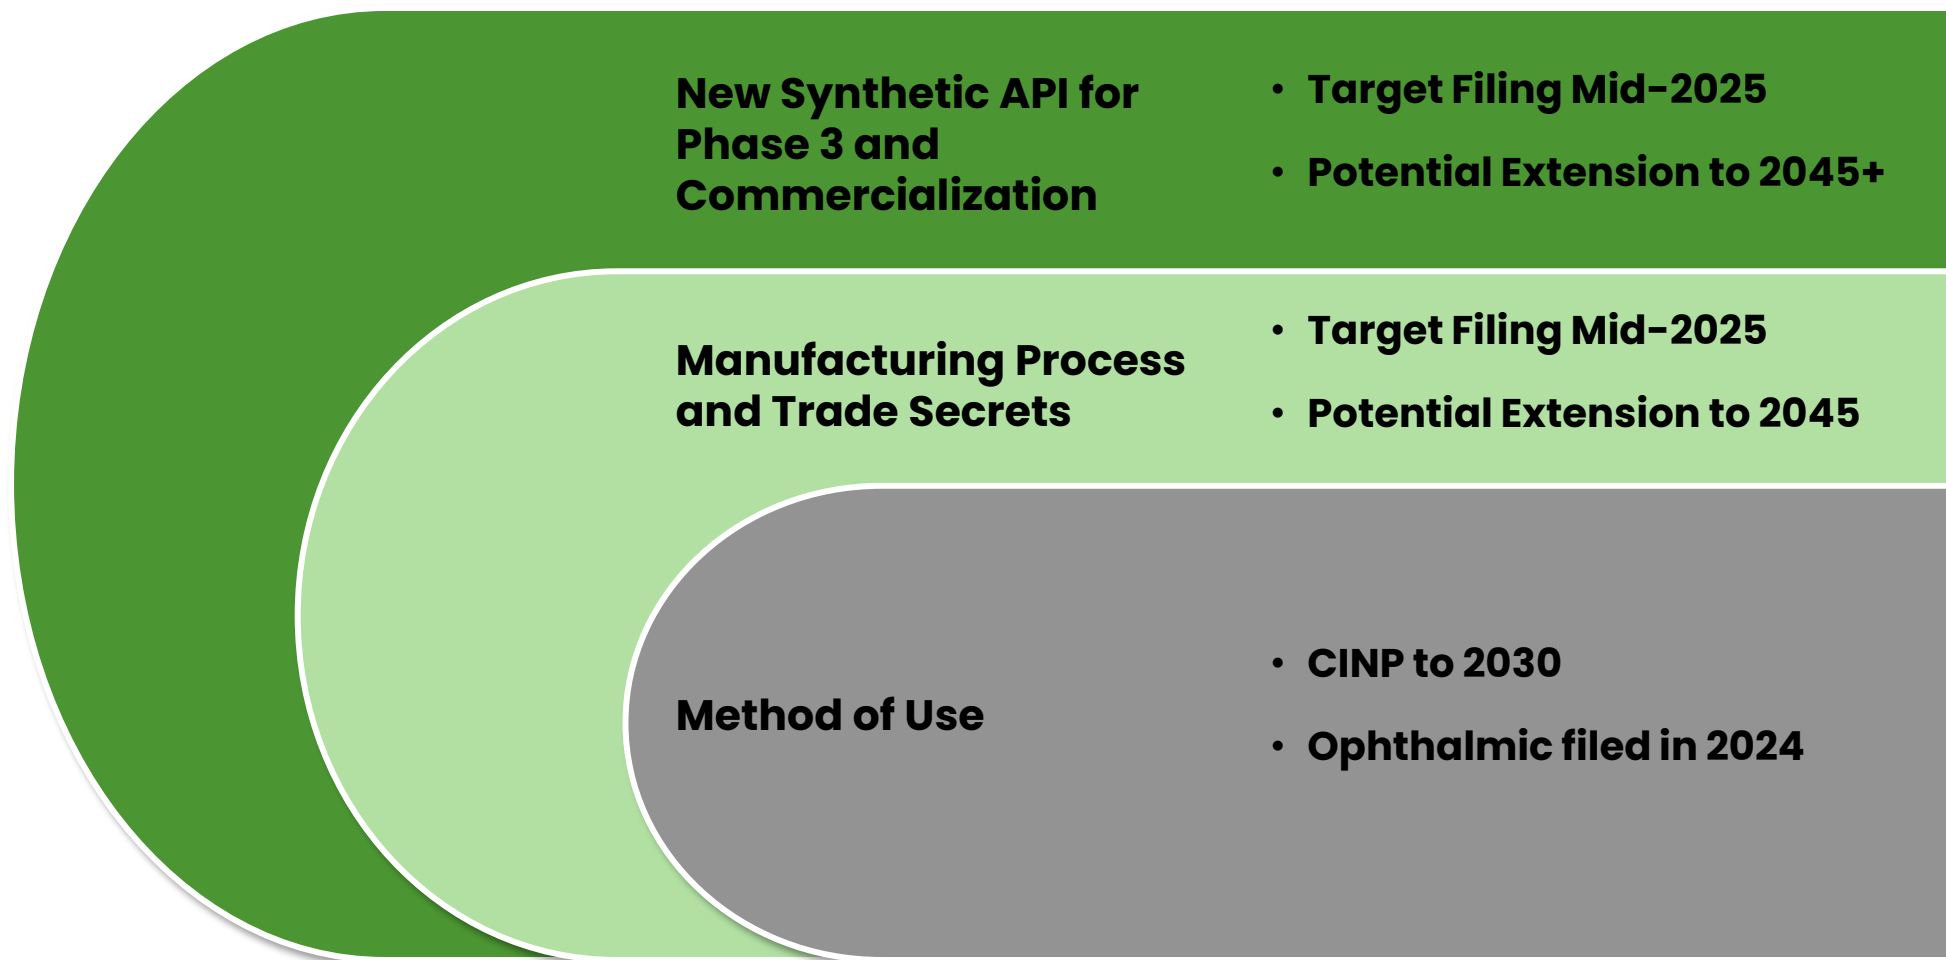 New Synthetic API for
Phase 3 and
Commercialization
• Target Filing Mid-2025
• Potential Extension to 2045+
Manufacturing Process
and Trade Secrets
• Target Filing Mid-2025
• Potential Extension to 2045
Method of Use
• CINP to 2030
• Ophthalmic filed in 2024